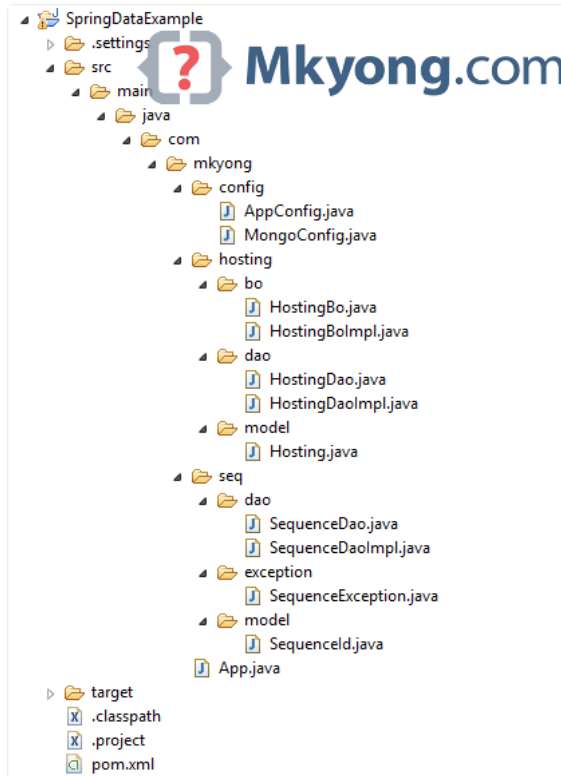 SpringDataExample
.settings
Mkyong.com
src
main
java
com
mkyong
config
AppConfig.java
MongoConfig.java
hosting
bo
HostingBo.java
HostingBoImpl.java
dao
HostingDao.java
HostingDaoImpl.java
model
Hosting.java
seq
dao
SequenceDao.java
SequenceDaoImpl.java
exception
SequenceException.java
model
SequenceId.java
App.java
target
.classpath
.project
pom.xml